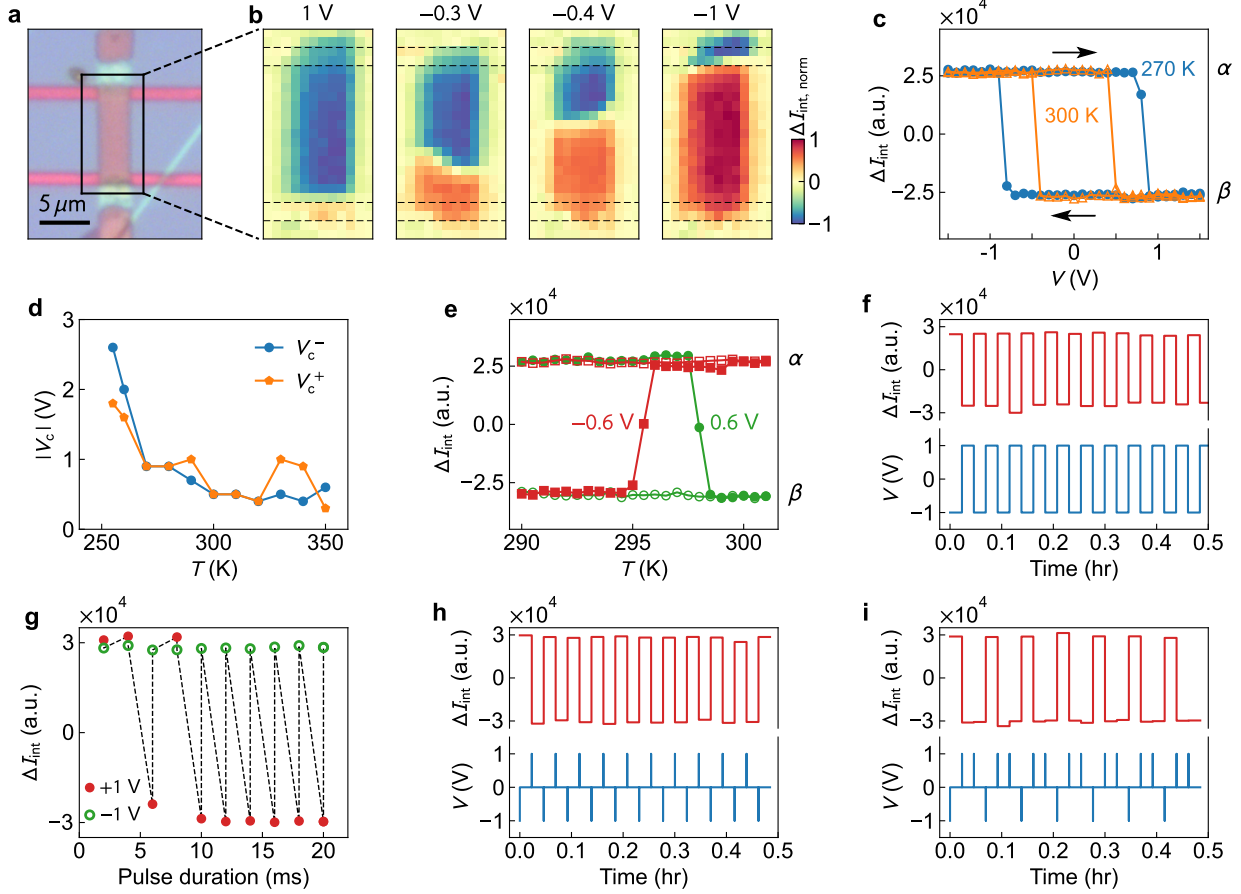 a
5 μm
b
1 V
−0.3 V
−0.4 V
−1 V
ΔI_int, norm
1
0
−1
c
×10⁴
ΔI_int (a.u.)
2.5
0.0
−2.5
270 K
300 K
α
β
-1
0
1
V (V)
d
|V_c| (V)
3
2
1
0
V_c⁻
V_c⁺
250
300
350
T (K)
e
×10⁴
ΔI_int (a.u.)
2.5
0.0
−2.5
−0.6 V
0.6 V
α
β
290
295
300
T (K)
f
×10⁴
ΔI_int (a.u.)
3
0
−3
V (V)
1
0
−1
0.0 0.1 0.2 0.3 0.4 0.5
Time (hr)
g
×10⁴
ΔI_int (a.u.)
3
0
−3
+1 V
−1 V
0 5 10 15 20
Pulse duration (ms)
h
×10⁴
ΔI_int (a.u.)
3
0
−3
V (V)
1
0
−1
0.0 0.1 0.2 0.3 0.4 0.5
Time (hr)
i
×10⁴
ΔI_int (a.u.)
3
0
−3
V (V)
1
0
−1
0.0 0.1 0.2 0.3 0.4 0.5
Time (hr)